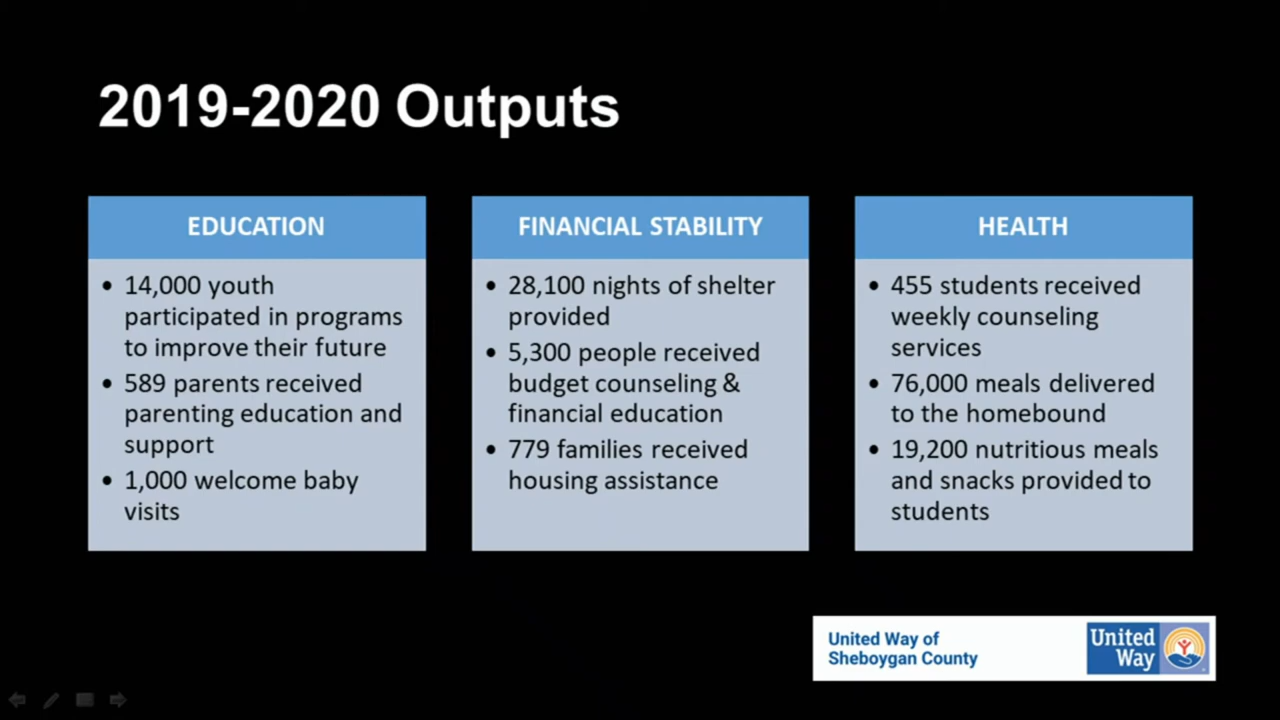 2019-2020 Outputs
EDUCATION
• 14,000 youth
participated in programs
to improve their future
• 589 parents received
parenting education and
support
• 1,000 welcome baby
visits
FINANCIAL STABILITY
• 28,100 nights of shelter
provided
• 5,300 people received
budget counseling &
financial education
• 779 families received
housing assistance
HEALTH
• 455 students received
weekly counseling
services
• 76,000 meals delivered
to the homebound
• 19,200 nutritious meals
and snacks provided to
students
United Way of
Sheboygan County
United
Way